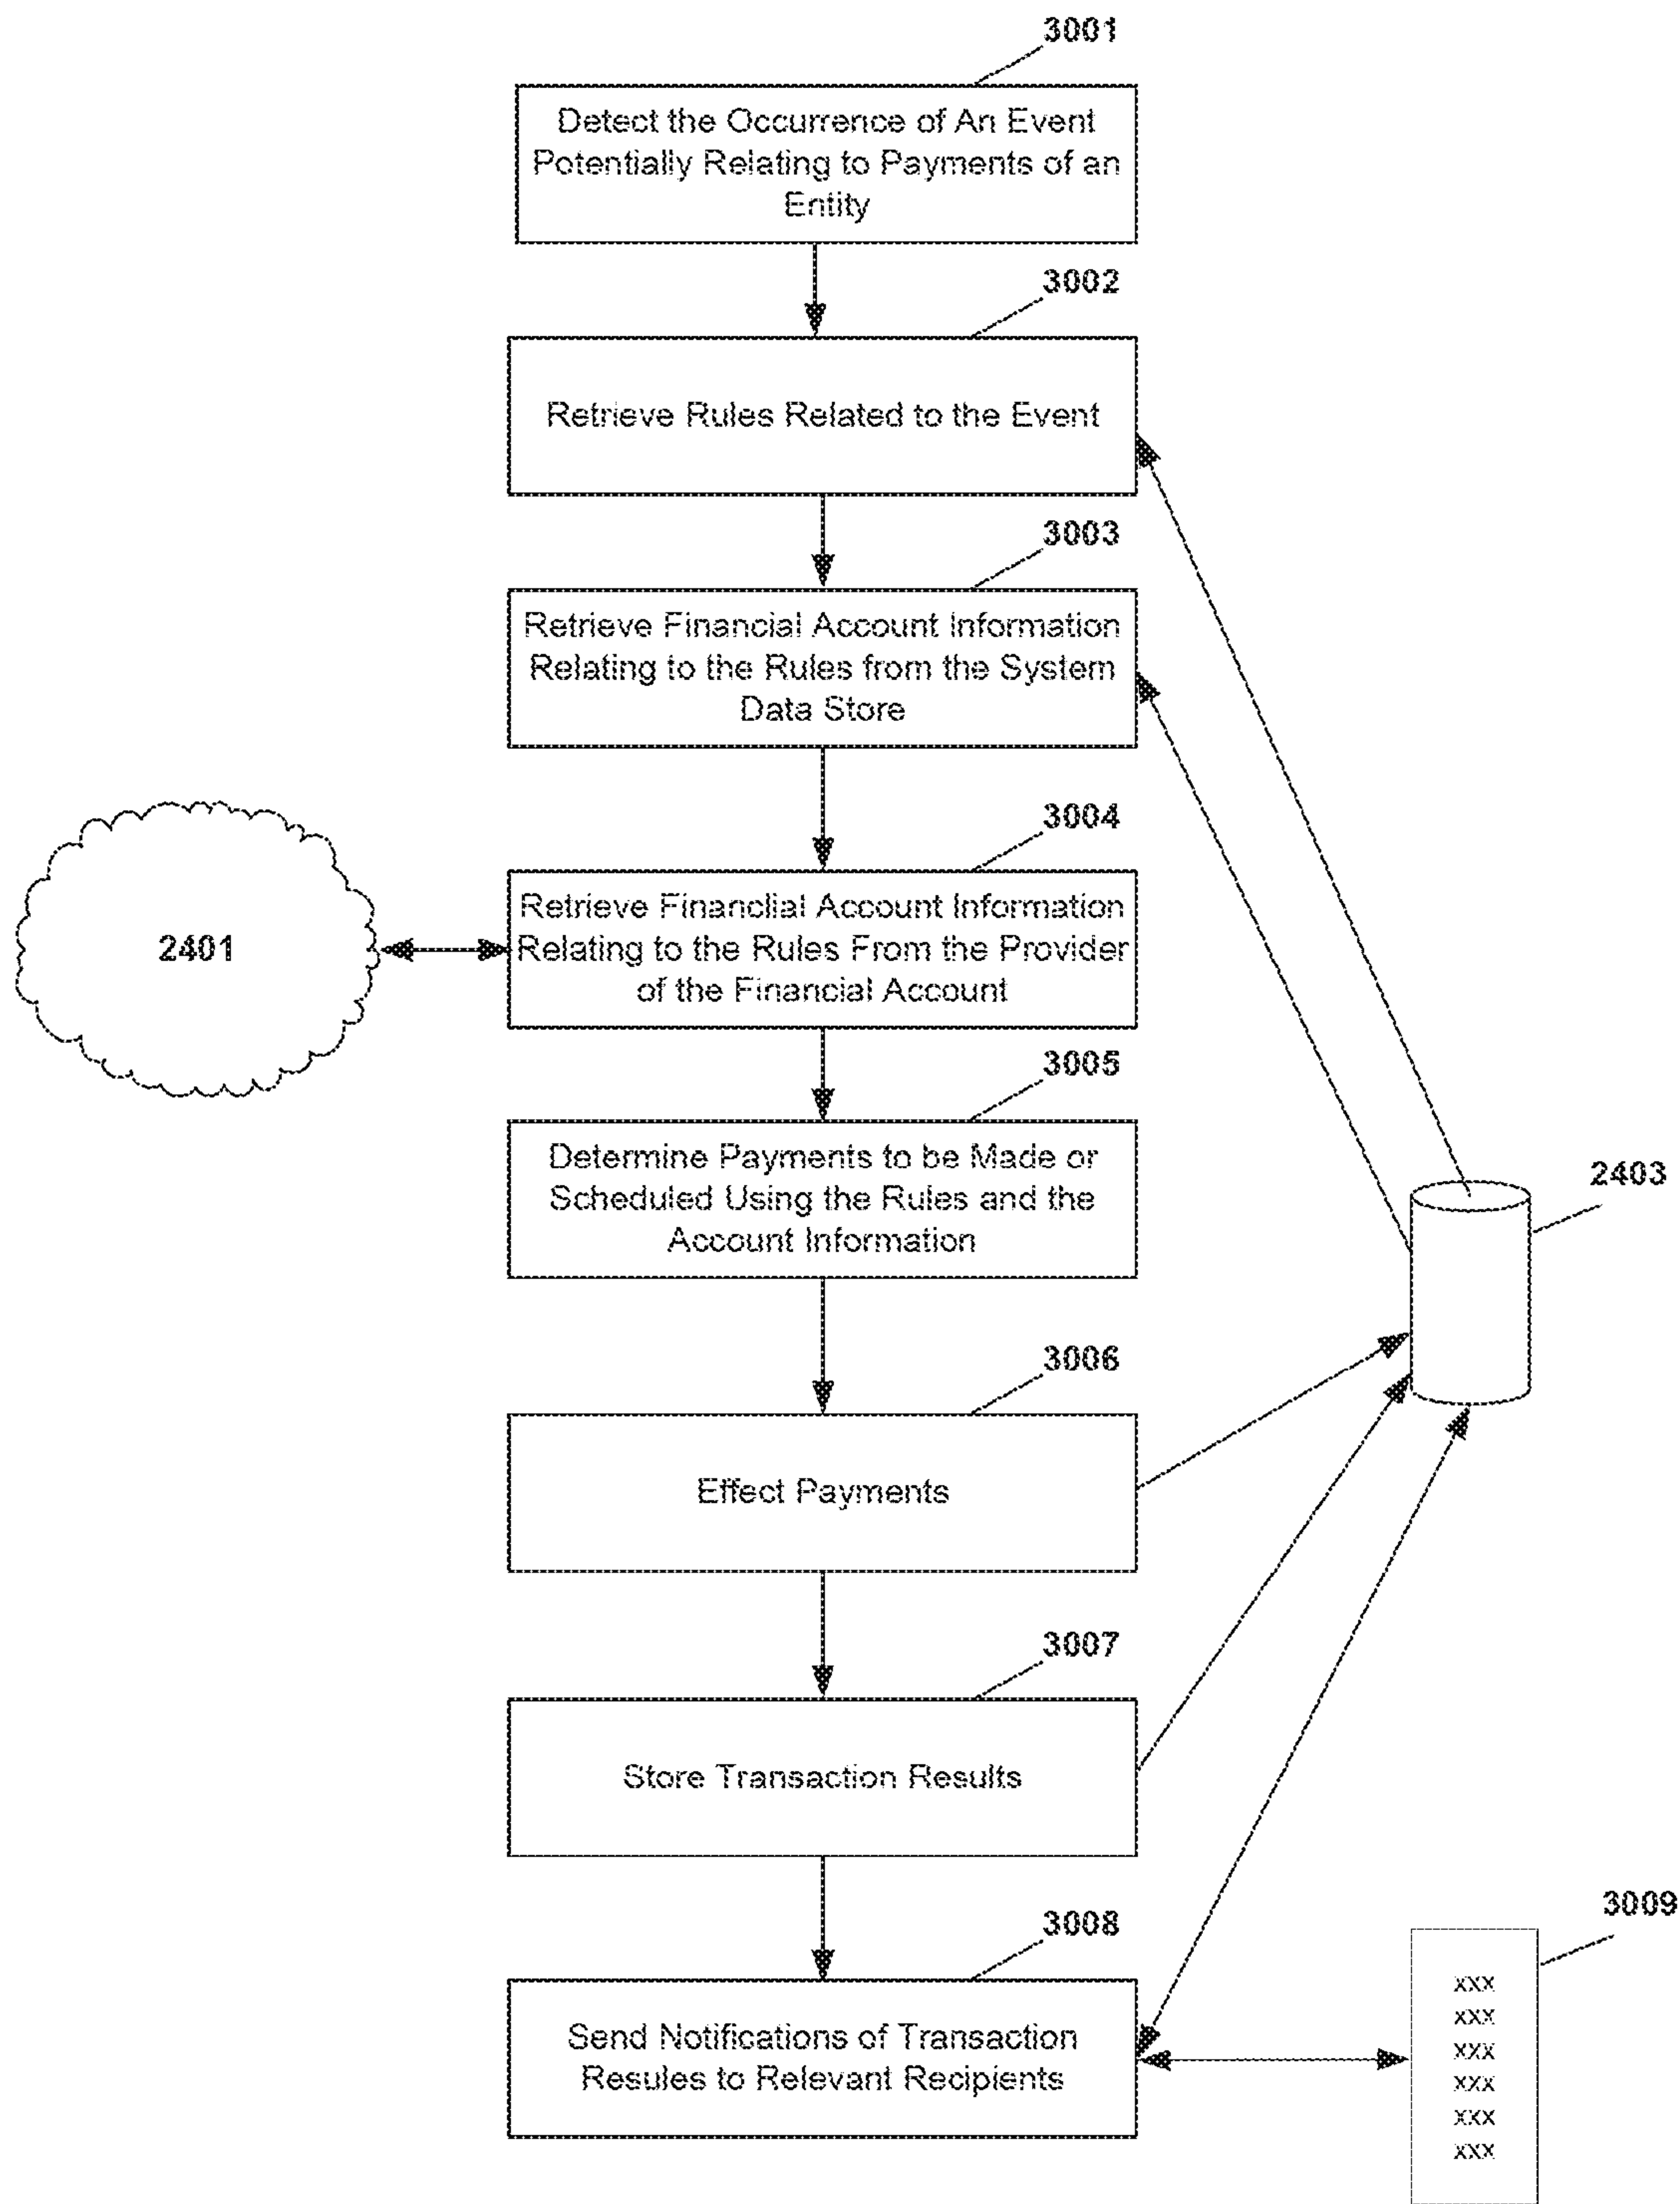 3001
Detect the Occurrence of An Event
Potentially Relating to Payments of an
Entity
3002
Retrieve Rules Related to the Event
3003
Retrieve Financial Account Information
Relating to the Rules from the System
Data Store
3004
Retrieve Financlial Account Information
Relating to the Rules From the Provider
of the Financial Account
2401
3005
Determine Payments to be Made or
Scheduled Using the Rules and the
Account Information
2403
3006
Effect Payments
3007
Store Transaction Results
3008
Send Notifications of Transaction
Resules to Relevant Recipients
3009
xxx
xxx
xxx
xxx
xxx
xxx